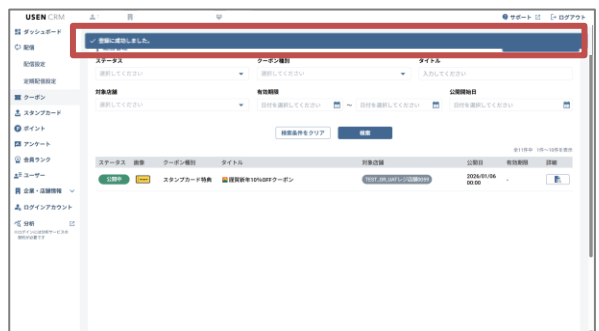 USEN CRM
サポート
ログアウト
ダッシュボード
配信
配信設定
定期配信設定
クーポン
スタンプカード
ポイント
アンケート
会員ランク
ユーザー
企業・店舗情報
ログインアカウント
分析
登録に成功しました。
ステータス クーポン種別 タイトル
選択してください 選択してください 入力してください
対象店舗 有効期限 公開開始日
選択してください 日付を選択してください ~ 日付を選択してください 日付を選択してください
検索条件をクリア 検索
全11件中 1件~10件を表示
ステータス 画像 クーポン種別 タイトル 対象店舗 公開日 有効期限 詳細
公開中 スタンプカード特典 謹賀新年10%OFFクーポン 2026/01/06
00:00 -